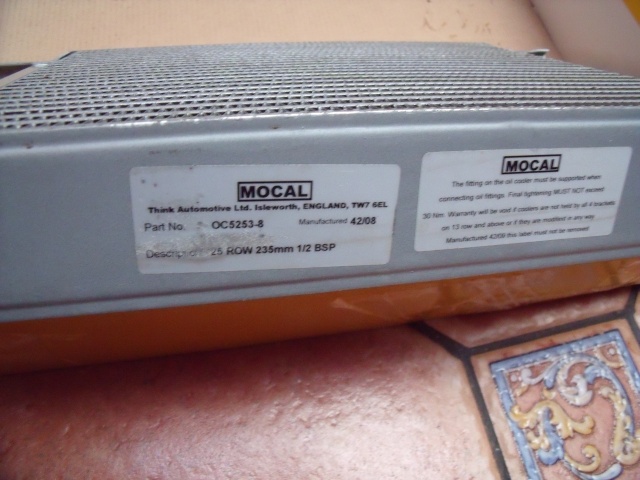 MOCAL
Think Automotive Ltd. Isleworth, ENGLAND, TW7 6EL
Part No. OC5253-8 Manufactured 42/08
Descript 25 ROW 235mm 1/2 BSP
MOCAL
The fitting on the oil cooler must be supported when
connecting oil fittings. Final tightening MUST NOT exceed
30 Nm. Warranty will be void if coolers are not held by all 4 brackets
on 13 row and above or if they are modified in any way
Manufactured 42/08 this label must not be removed